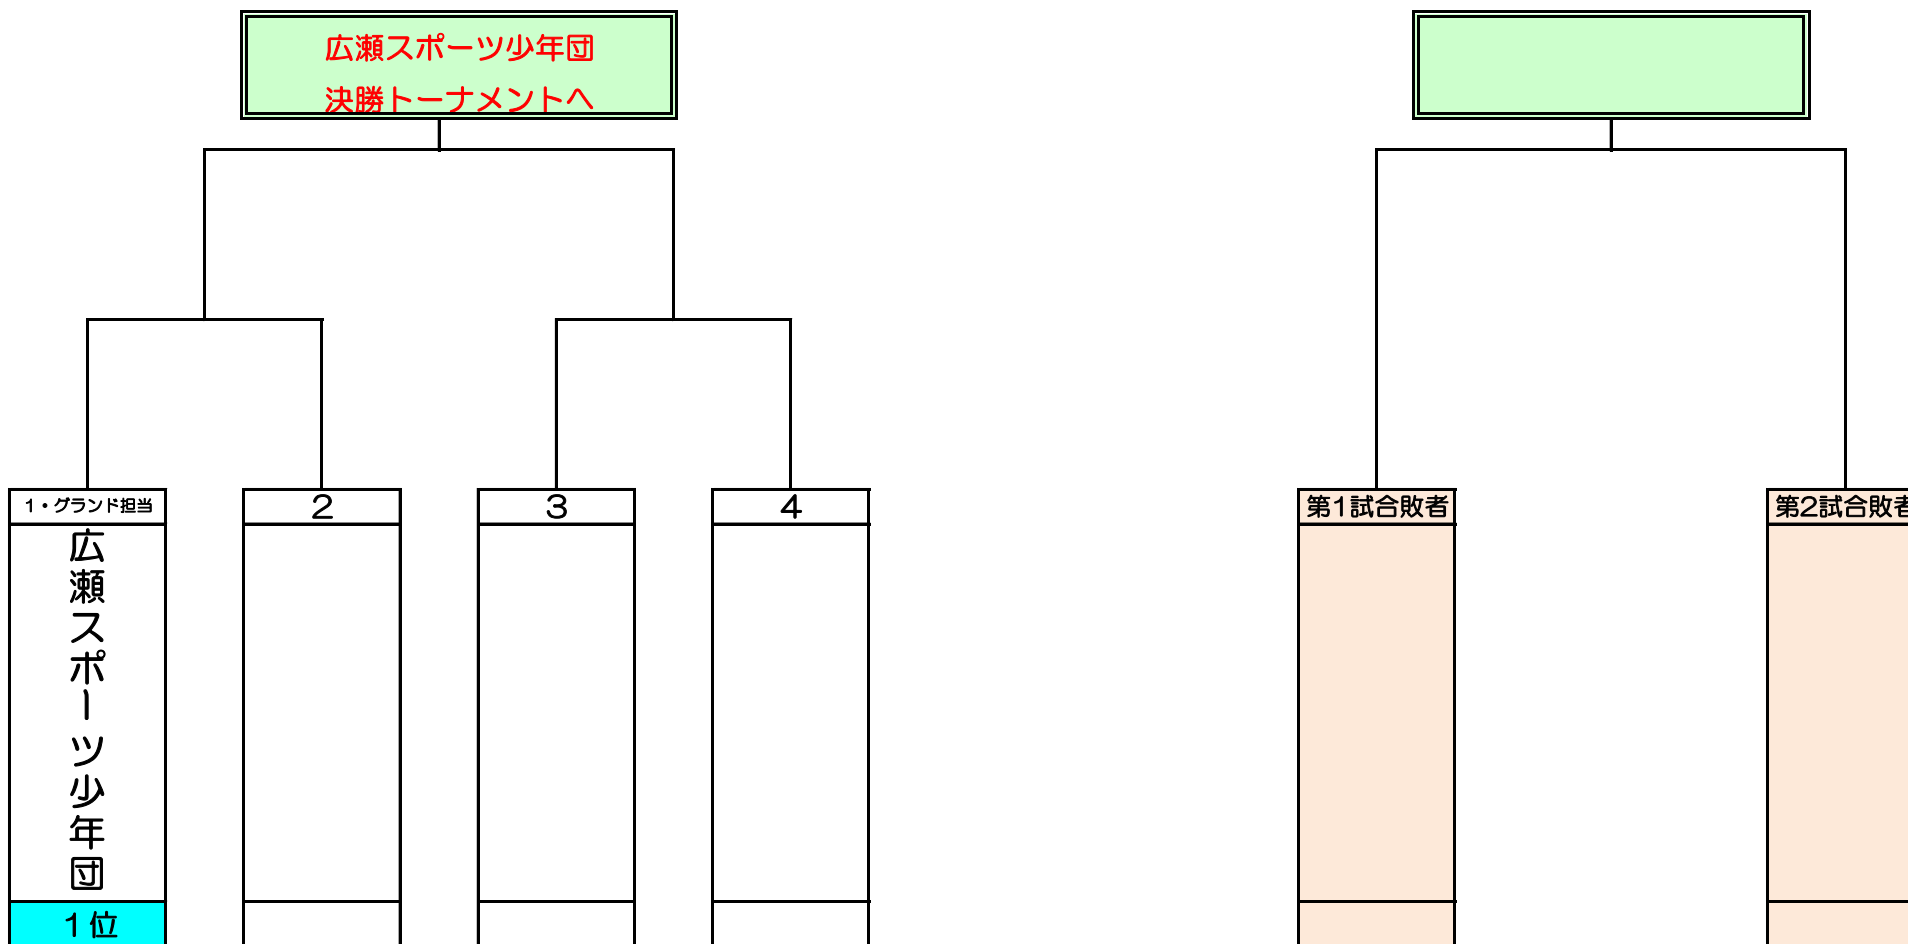 広瀬スポーツ少年団
決勝トーナメントへ
1・グランド担当
2
3
4
第1試合敗者
第2試合敗者
広瀬スポーツ少年団
1位